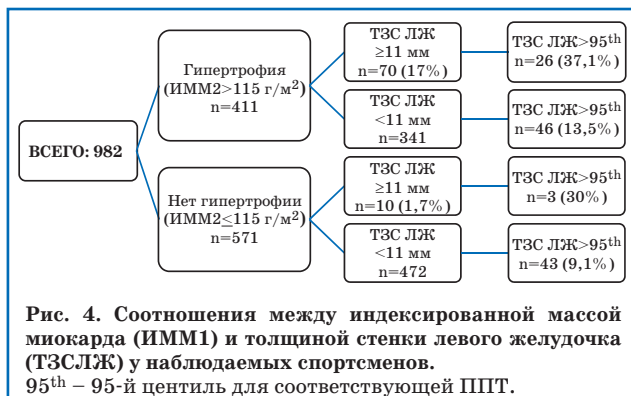 ВСЕГО: 982
Гипертрофия
(ИММ2>115 г/м²)
n=411
Нет гипертрофии
(ИММ2≤115 г/м²)
n=571
ТЗС ЛЖ
≥11 мм
n=70 (17%)
ТЗС ЛЖ
<11 мм
n=341
ТЗС ЛЖ
≥11 мм
n=10 (1,7%)
ТЗС ЛЖ
<11 мм
n=472
ТЗС ЛЖ>95th
n=26 (37,1%)
ТЗС ЛЖ>95th
n=46 (13,5%)
ТЗС ЛЖ>95th
n=3 (30%)
ТЗС ЛЖ>95th
n=43 (9,1%)
Рис. 4. Соотношения между индексированной массой
миокарда (ИММ1) и толщиной стенки левого желудочка
(ТЗСЛЖ) у наблюдаемых спортсменов.
95th – 95-й центиль для соответствующей ППТ.